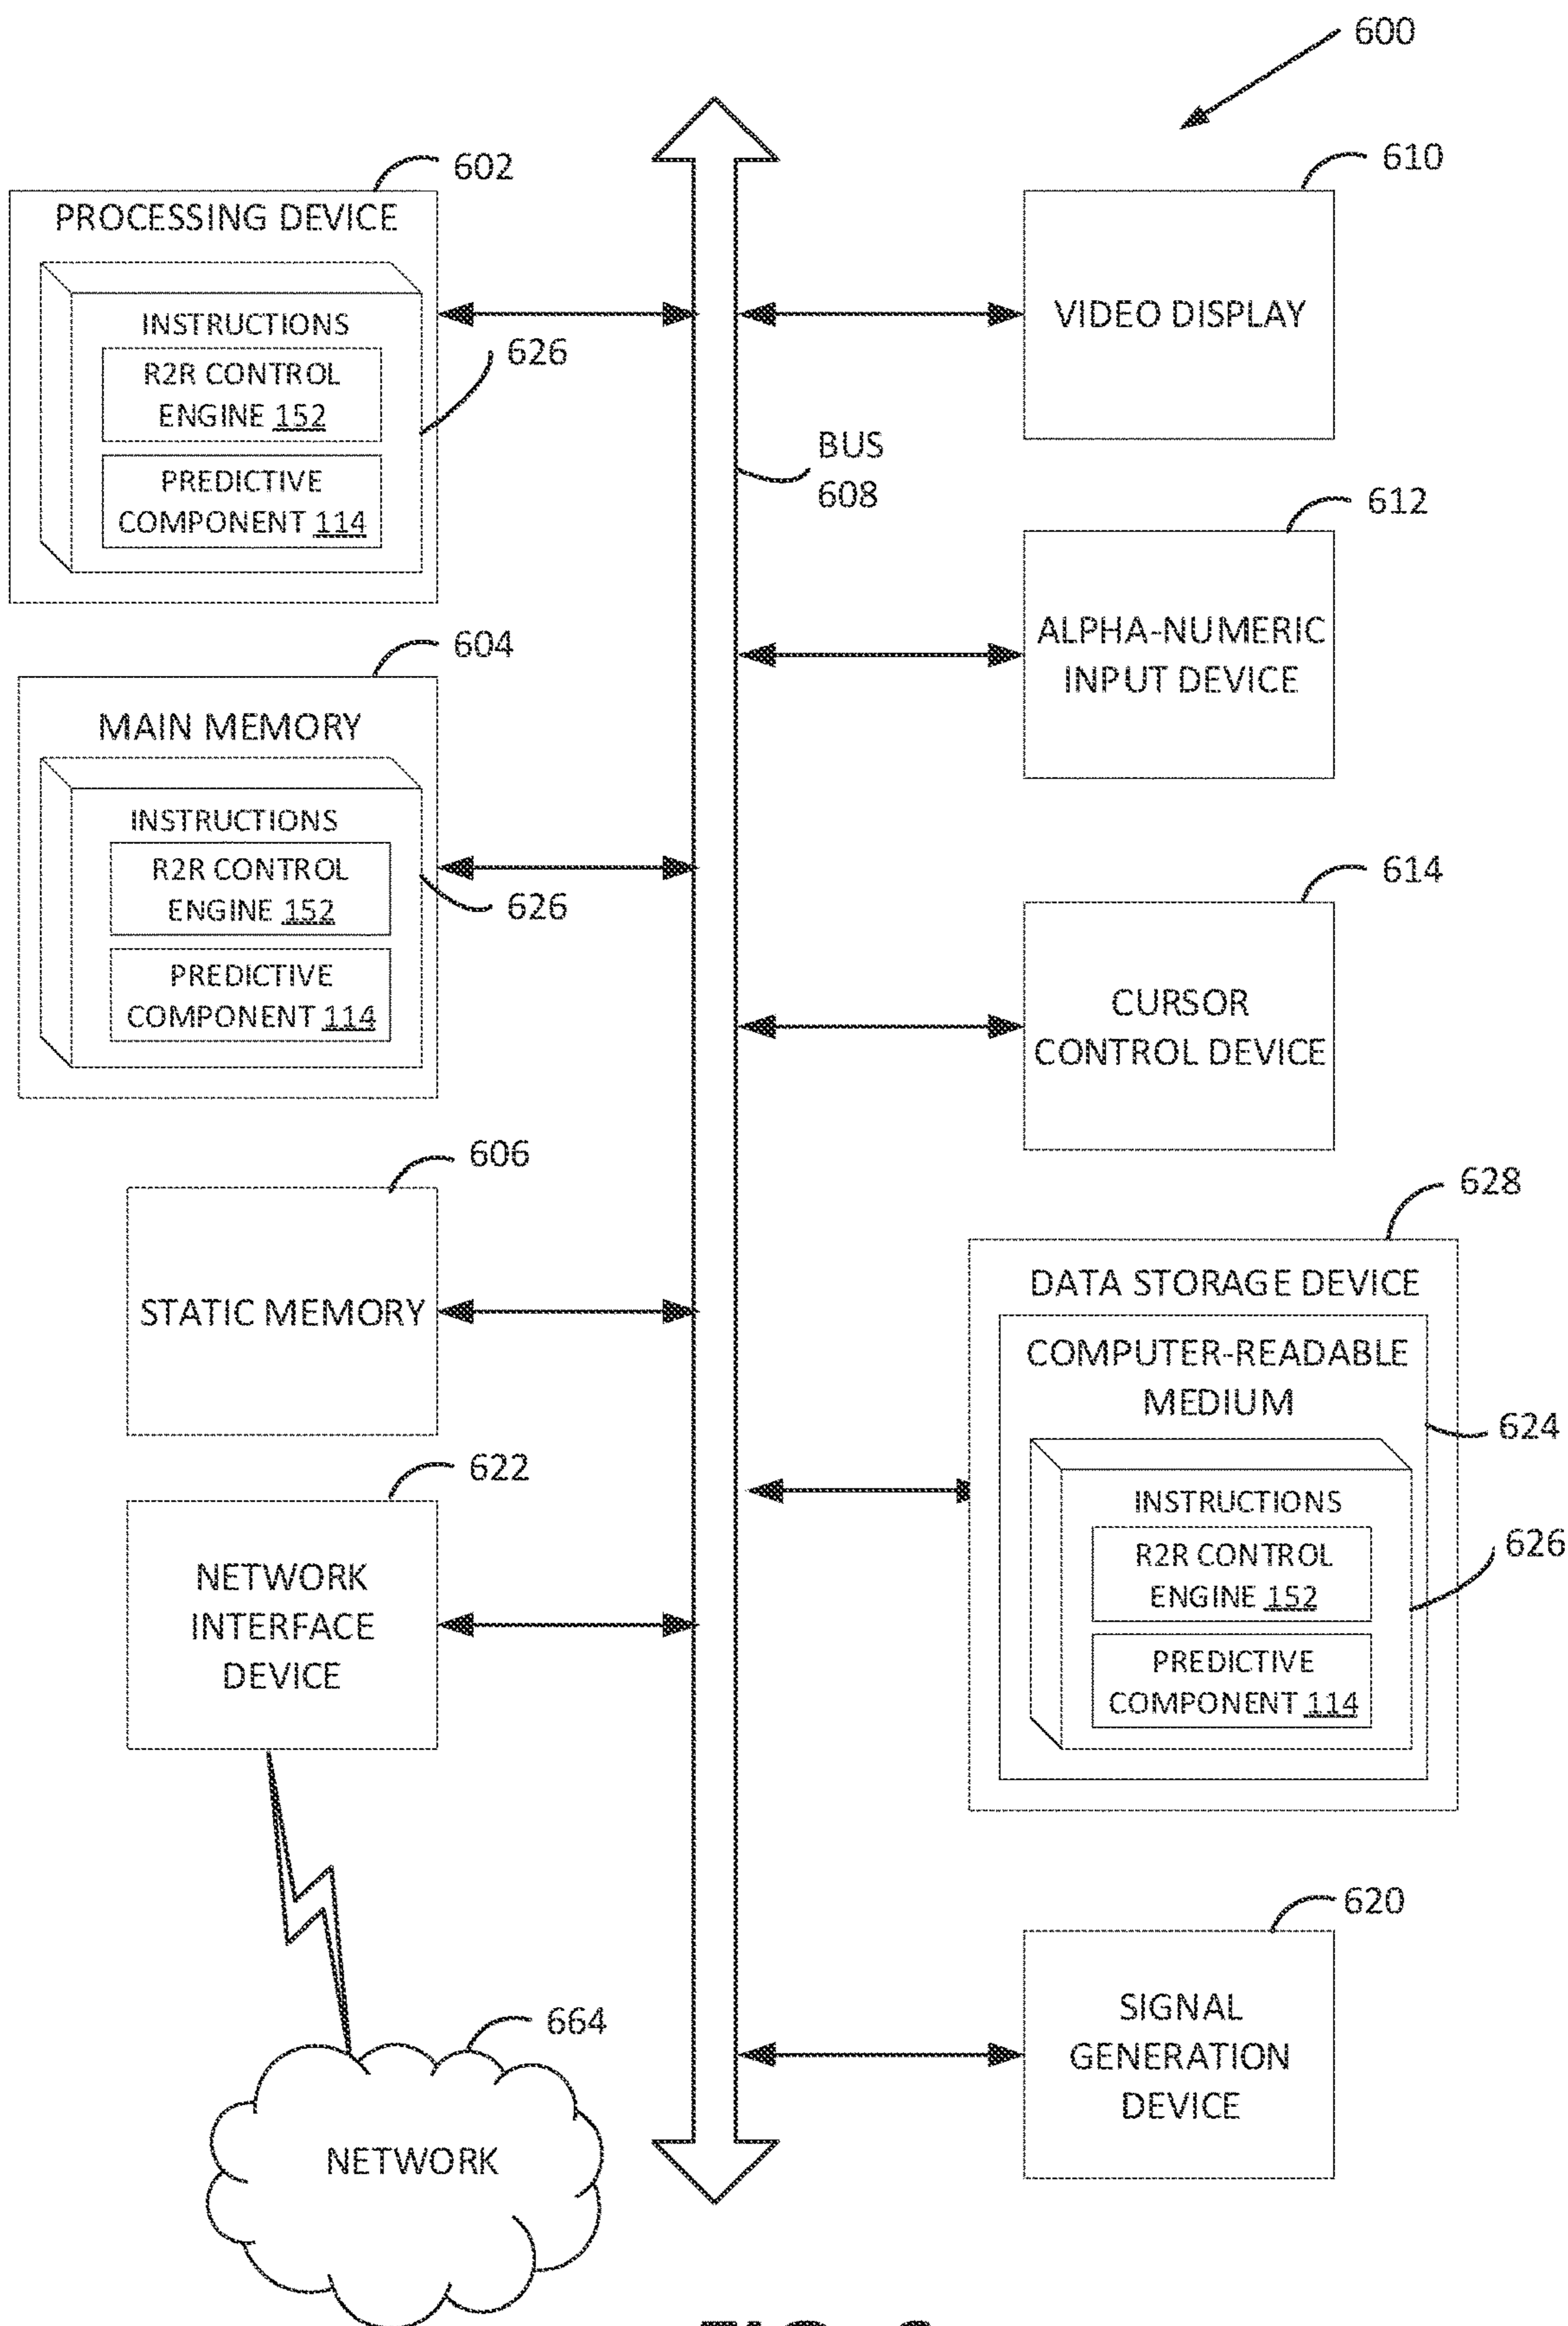 600
602
PROCESSING DEVICE
INSTRUCTIONS
R2R CONTROL
ENGINE 152
PREDICTIVE
COMPONENT 114
626
604
MAIN MEMORY
INSTRUCTIONS
R2R CONTROL
ENGINE 152
PREDICTIVE
COMPONENT 114
626
606
STATIC MEMORY
622
NETWORK
INTERFACE
DEVICE
664
NETWORK
BUS
608
610
VIDEO DISPLAY
612
ALPHA-NUMERIC
INPUT DEVICE
614
CURSOR
CONTROL DEVICE
628
DATA STORAGE DEVICE
COMPUTER-READABLE
MEDIUM
624
INSTRUCTIONS
R2R CONTROL
ENGINE 152
PREDICTIVE
COMPONENT 114
626
620
SIGNAL
GENERATION
DEVICE